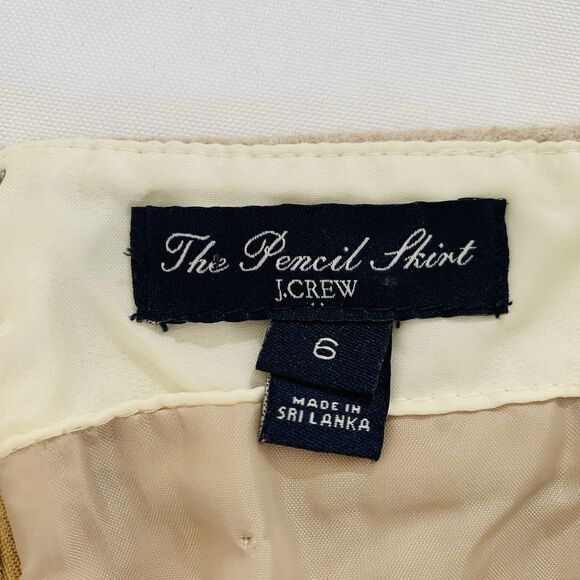 The Pencil Skirt
J.CREW
6
MADE IN
SRI LANKA